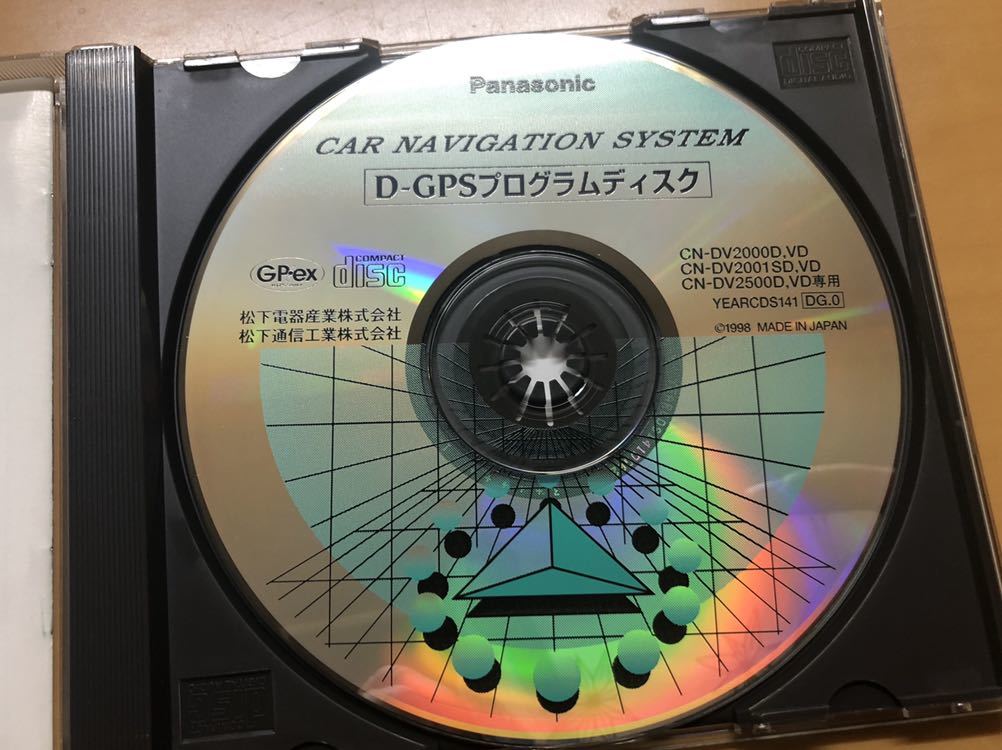 COMPACT
disc
DIGITAL AUDIO
Panasonic
CAR NAVIGATION SYSTEM
D-GPSプログラムディスク
GP·ex
COMPACT
disc
松下電器産業株式会社
松下通信工業株式会社
CN-DV2000D,VD
CN-DV2001SD,VD
CN-DV2500D,VD専用
YEARCDS141 DG.0
©1998 MADE IN JAPAN